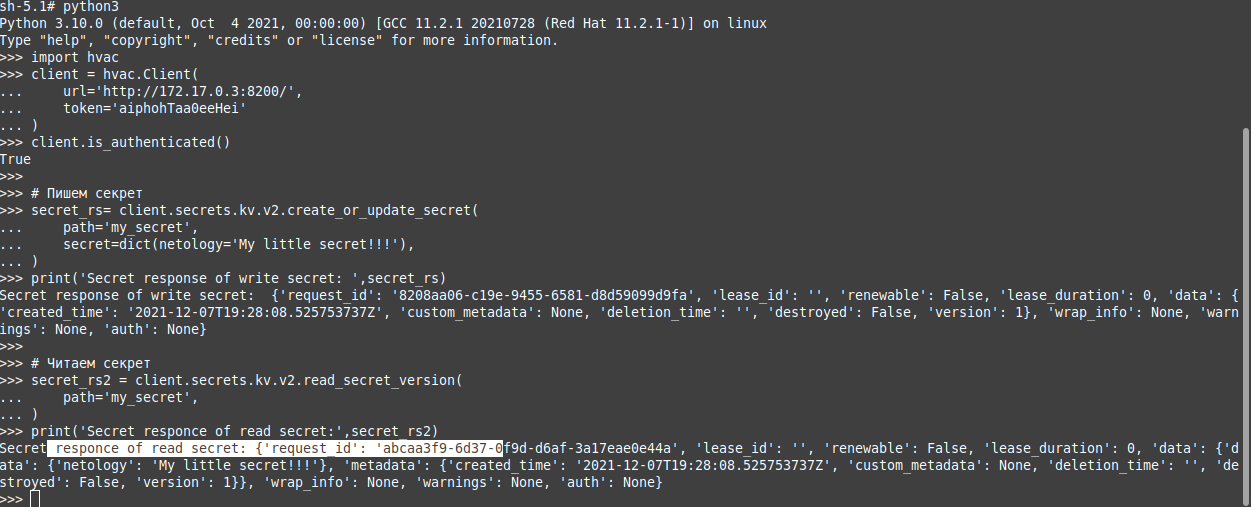 sh-5.1# python3
Python 3.10.0 (default, Oct  4 2021, 00:00:00) [GCC 11.2.1 20210728 (Red Hat 11.2.1-1)] on linux
Type "help", "copyright", "credits" or "license" for more information.
>>> import hvac
>>> client = hvac.Client(
...     url='http://172.17.0.3:8200/',
...     token='aiphohTaa0eeHei'
... )
>>> client.is_authenticated()
True
>>>
>>> # Пишем секрет
>>> secret_rs= client.secrets.kv.v2.create_or_update_secret(
...     path='my_secret',
...     secret=dict(netology='My little secret!!!'),
... )
>>> print('Secret response of write secret: ',secret_rs)
Secret response of write secret:  {'request_id': '8208aa06-c19e-9455-6581-d8d59099d9fa', 'lease_id': '', 'renewable': False, 'lease_duration': 0, 'data': {
'created_time': '2021-12-07T19:28:08.525753737Z', 'custom_metadata': None, 'deletion_time': '', 'destroyed': False, 'version': 1}, 'wrap_info': None, 'warn
ings': None, 'auth': None}
>>>
>>> # Читаем секрет
>>> secret_rs2 = client.secrets.kv.v2.read_secret_version(
...     path='my_secret',
... )
>>> print('Secret responce of read secret:',secret_rs2)
Secret responce of read secret: {'request_id': 'abcaa3f9-6d37-0f9d-d6af-3a17eae0e44a', 'lease_id': '', 'renewable': False, 'lease_duration': 0, 'data': {'d
ata': {'netology': 'My little secret!!!'}, 'metadata': {'created_time': '2021-12-07T19:28:08.525753737Z', 'custom_metadata': None, 'deletion_time': '', 'de
stroyed': False, 'version': 1}}, 'wrap_info': None, 'warnings': None, 'auth': None}
>>>